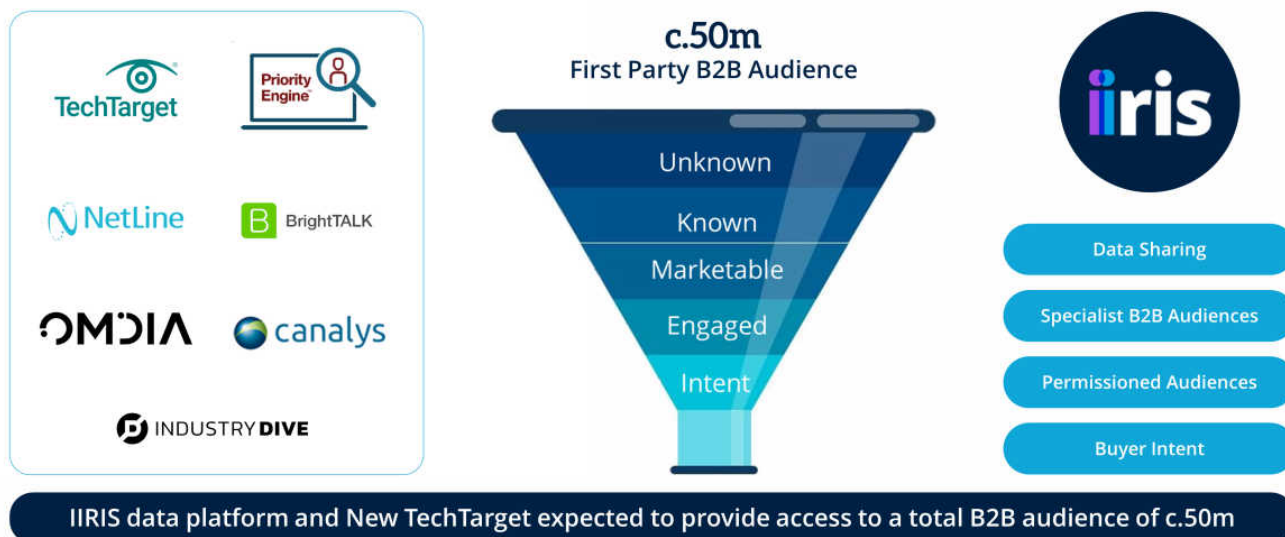 TechTarget
Priority
Engine™
NetLine
BrightTALK
OMDIA
canalys
INDUSTRY DIVE
c.50m
First Party B2B Audience
Unknown
Known
Marketable
Engaged
Intent
iiris
Data Sharing
Specialist B2B Audiences
Permissioned Audiences
Buyer Intent
IIRIS data platform and New TechTarget expected to provide access to a total B2B audience of c.50m